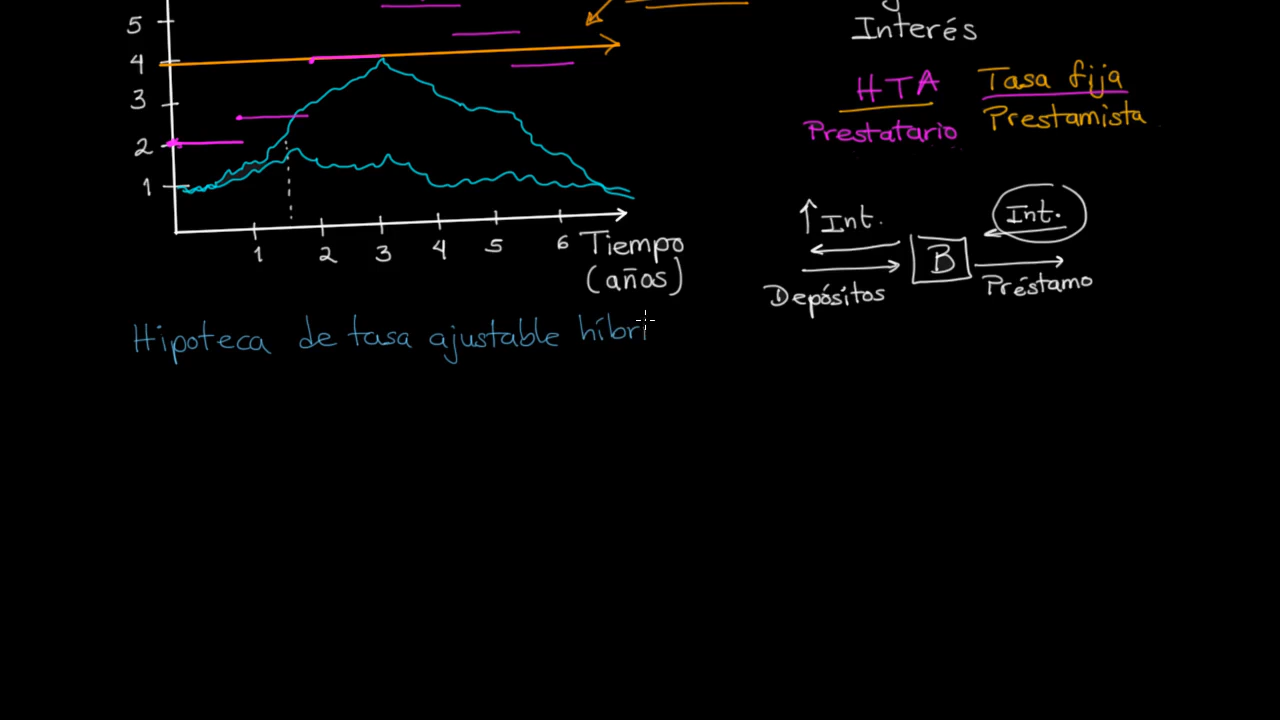 5
4
3
2
1
1 2 3 4 5 6 Tiempo
(años)
Interés
HTA Tasa fija
Prestatario Prestamista
↑ Int. Int.
B
Depósitos Préstamo
Hipoteca de tasa ajustable híbri